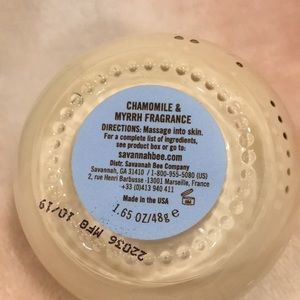 CHAMOMILE &
MYRRH FRAGRANCE
DIRECTIONS: Massage into skin.
For a complete list of ingredients,
see product box or go to:
savannahbee.com
Distr. Savannah Bee Company
Savannah, GA 31410 / 1-800-955-5080 (US)
2, rue Henri Barbusse -13001 Marseille, France
+33 (0)413 940 411
Made in the USA
1.65 OZ/48g e
22036 MFG 10/19